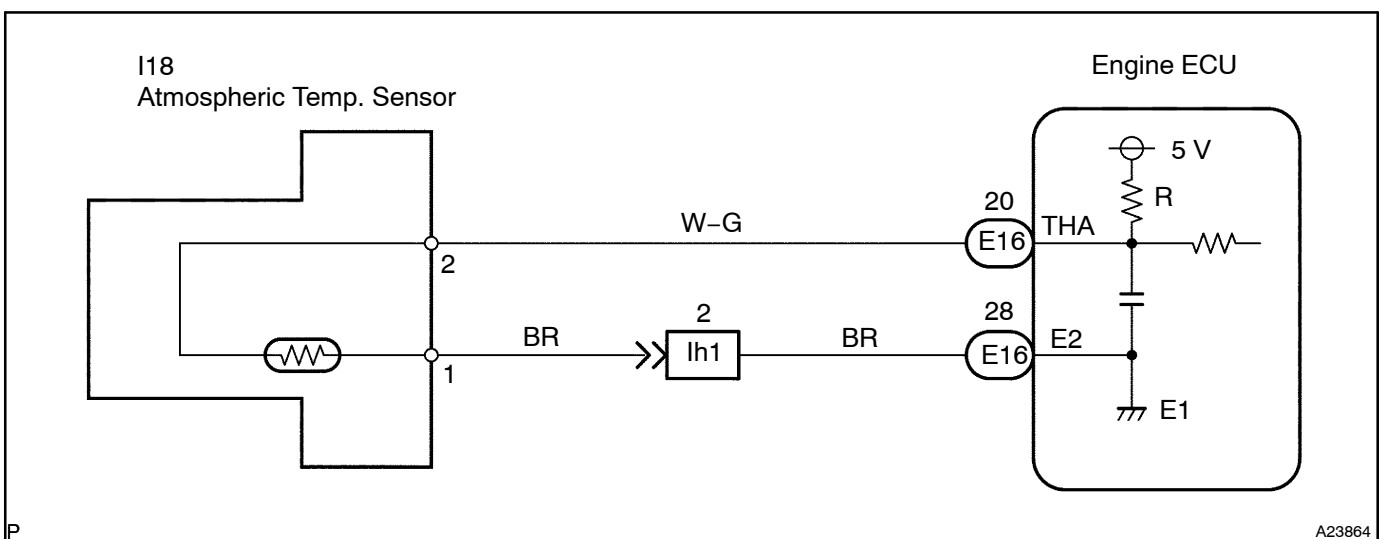 I18
Atmospheric Temp. Sensor
Engine ECU
5 V
R
20
E16
THA
W–G
2
BR
2
Ih1
BR
28
E16
E2
1
E1
P
A23864